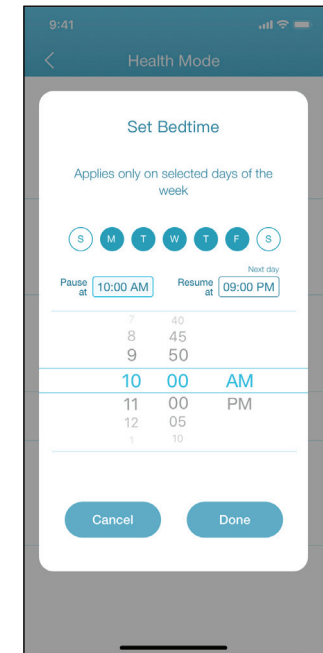 9:41
Health Mode
Set Bedtime
Applies only on selected days of the
week
S M T W T F S
Next day
Pause at 10:00 AM Resume at 09:00 PM
7 40
8 45
9 50
10 00 AM
11 00 PM
12 05
1 10
Cancel Done